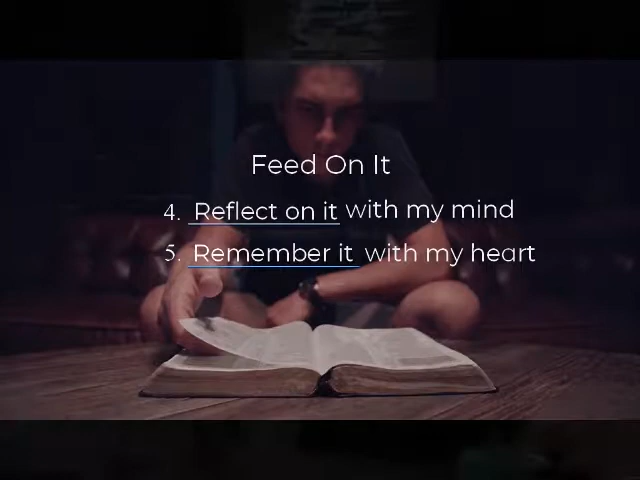 Feed On It
4. Reflect on it with my mind
5. Remember it with my heart